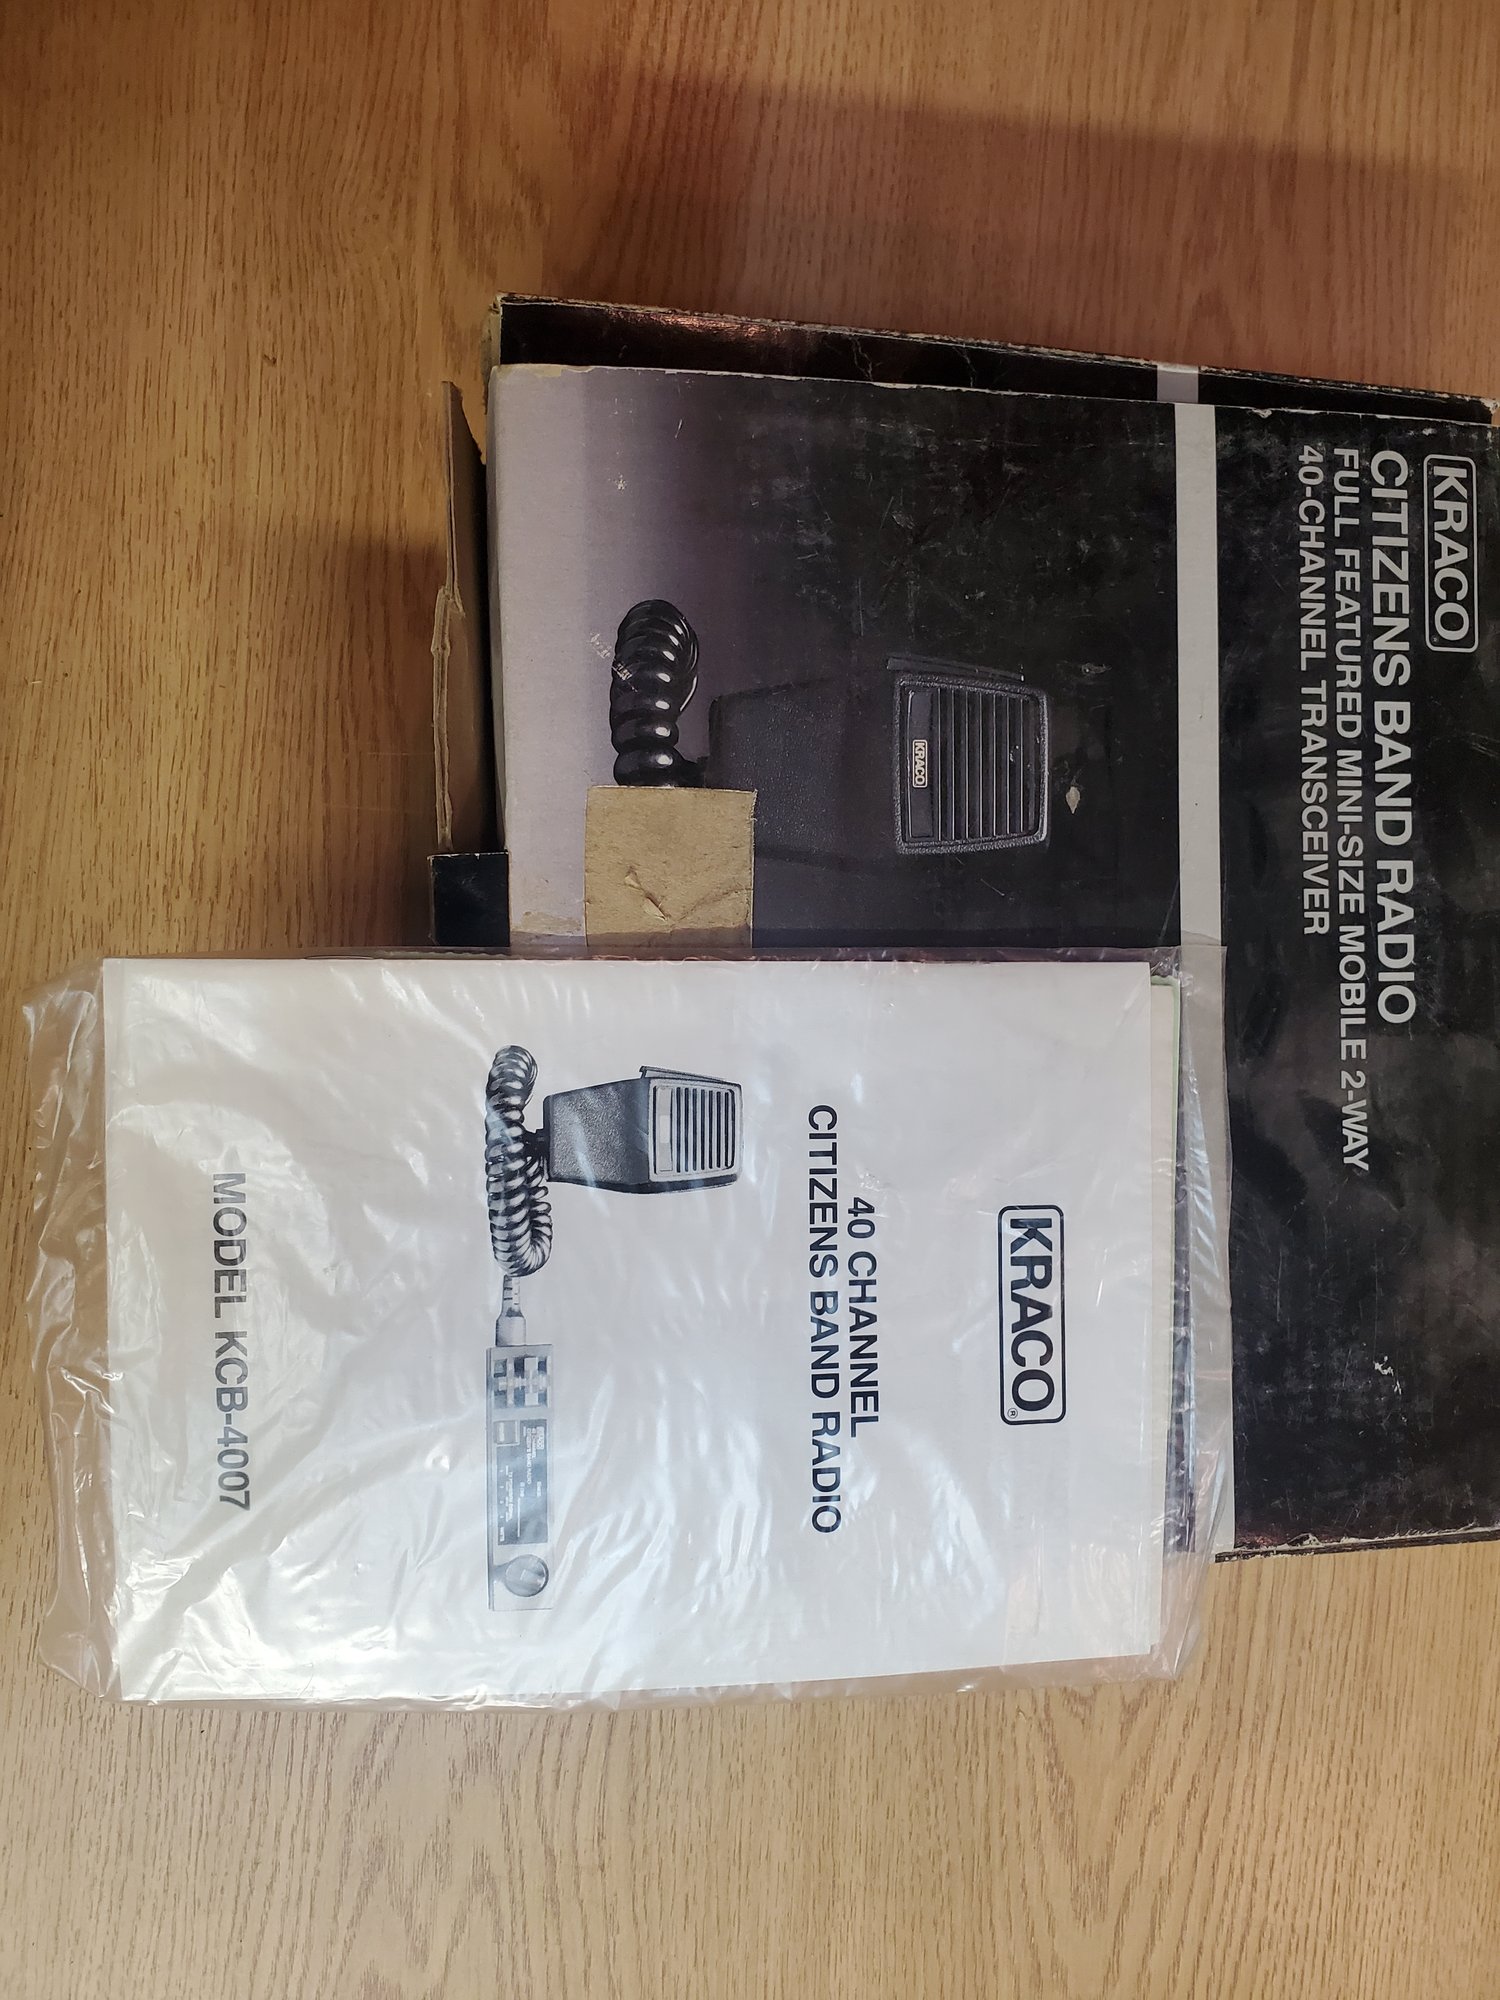 KRACO
CITIZENS BAND RADIO
FULL FEATURED MINI-SIZE MOBILE 2-WAY
40-CHANNEL TRANSCEIVER
KRACO
KRACO®
40 CHANNEL
CITIZENS BAND RADIO
MODEL KCB-4007